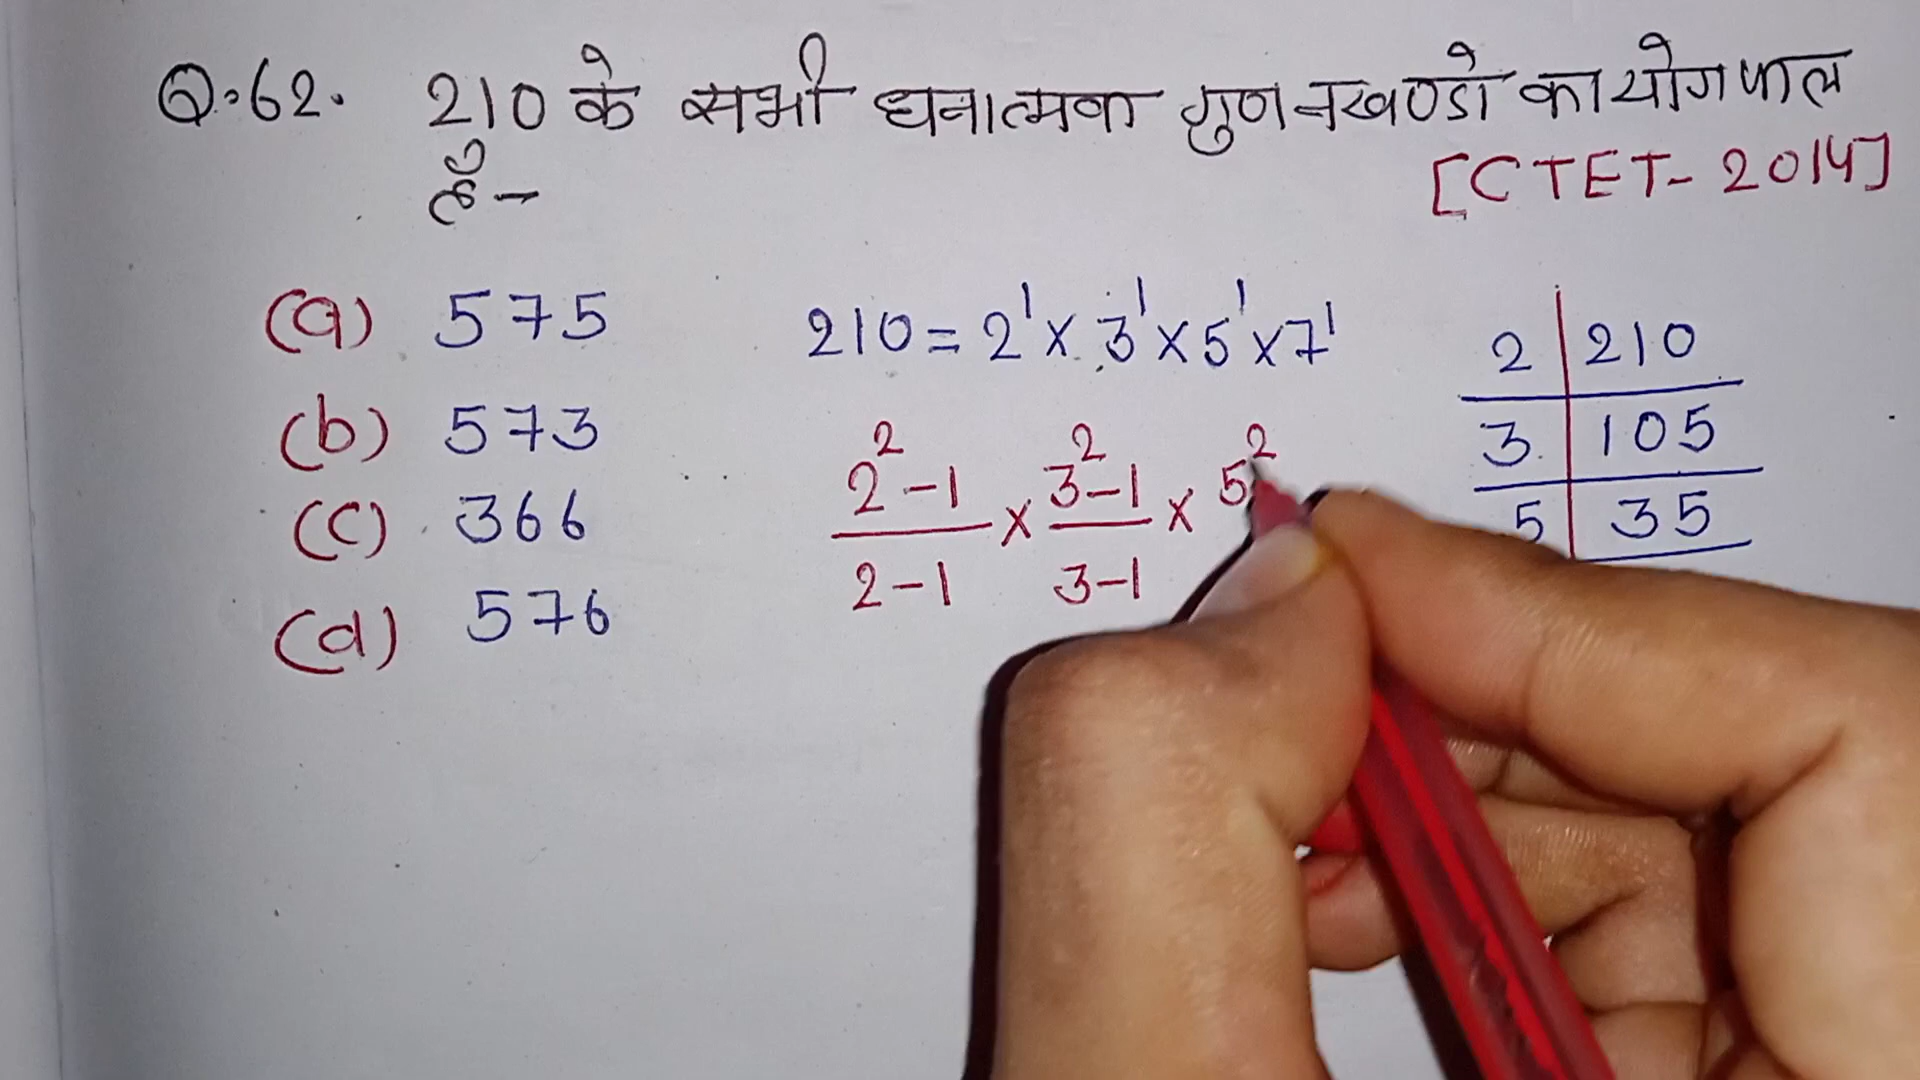 Q.62. 210 के सभी धनात्मक गुणनखण्डो का योगफल
है -
[CTET- 2014]
(a) 575
(b) 573
(c) 366
(d) 576
210 = 2¹ × 3¹ × 5¹ × 7¹
2² - 1 / 2 - 1 × 3² - 1 / 3 - 1 × 5²
2 | 210
3 | 105
5 | 35